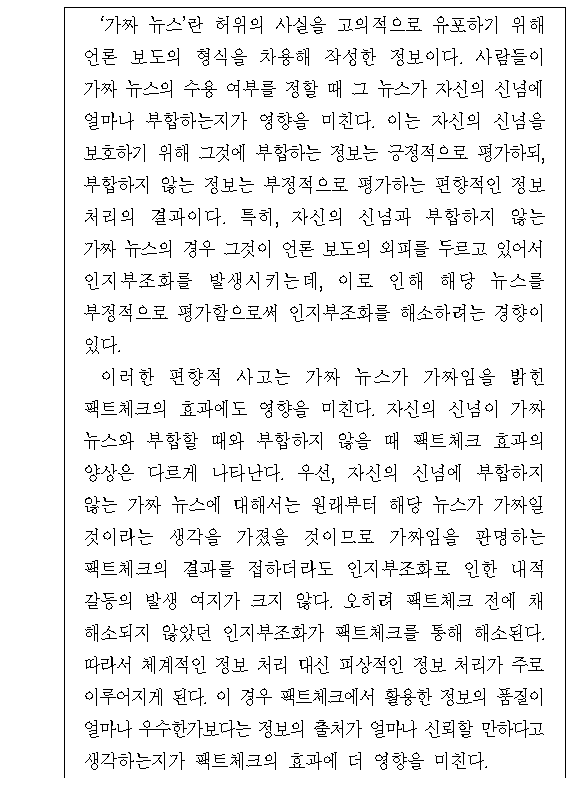 ‘가짜 뉴스’란 허위의 사실을 고의적으로 유포하기 위해
언론 보도의 형식을 차용해 작성한 정보이다. 사람들이
가짜 뉴스의 수용 여부를 정할 때 그 뉴스가 자신의 신념에
얼마나 부합하는지가 영향을 미친다. 이는 자신의 신념을
보호하기 위해 그것에 부합하는 정보는 긍정적으로 평가하되,
부합하지 않는 정보는 부정적으로 평가하는 편향적인 정보
처리의 결과이다. 특히, 자신의 신념과 부합하지 않는
가짜 뉴스의 경우 그것이 언론 보도의 외피를 두르고 있어서
인지부조화를 발생시키는데, 이로 인해 해당 뉴스를
부정적으로 평가함으로써 인지부조화를 해소하려는 경향이
있다.
이러한 편향적 사고는 가짜 뉴스가 가짜임을 밝힌
팩트체크의 효과에도 영향을 미친다. 자신의 신념이 가짜
뉴스와 부합할 때와 부합하지 않을 때 팩트체크 효과의
양상은 다르게 나타난다. 우선, 자신의 신념에 부합하지
않는 가짜 뉴스에 대해서는 원래부터 해당 뉴스가 가짜일
것이라는 생각을 가졌을 것이므로 가짜임을 판명하는
팩트체크의 결과를 접하더라도 인지부조화로 인한 내적
갈등의 발생 여지가 크지 않다. 오히려 팩트체크 전에 채
해소되지 않았던 인지부조화가 팩트체크를 통해 해소된다.
따라서 체계적인 정보 처리 대신 피상적인 정보 처리가 주로
이루어지게 된다. 이 경우 팩트체크에서 활용한 정보의 품질이
얼마나 우수한가보다는 정보의 출처가 얼마나 신뢰할 만하다고
생각하는지가 팩트체크의 효과에 더 영향을 미친다.